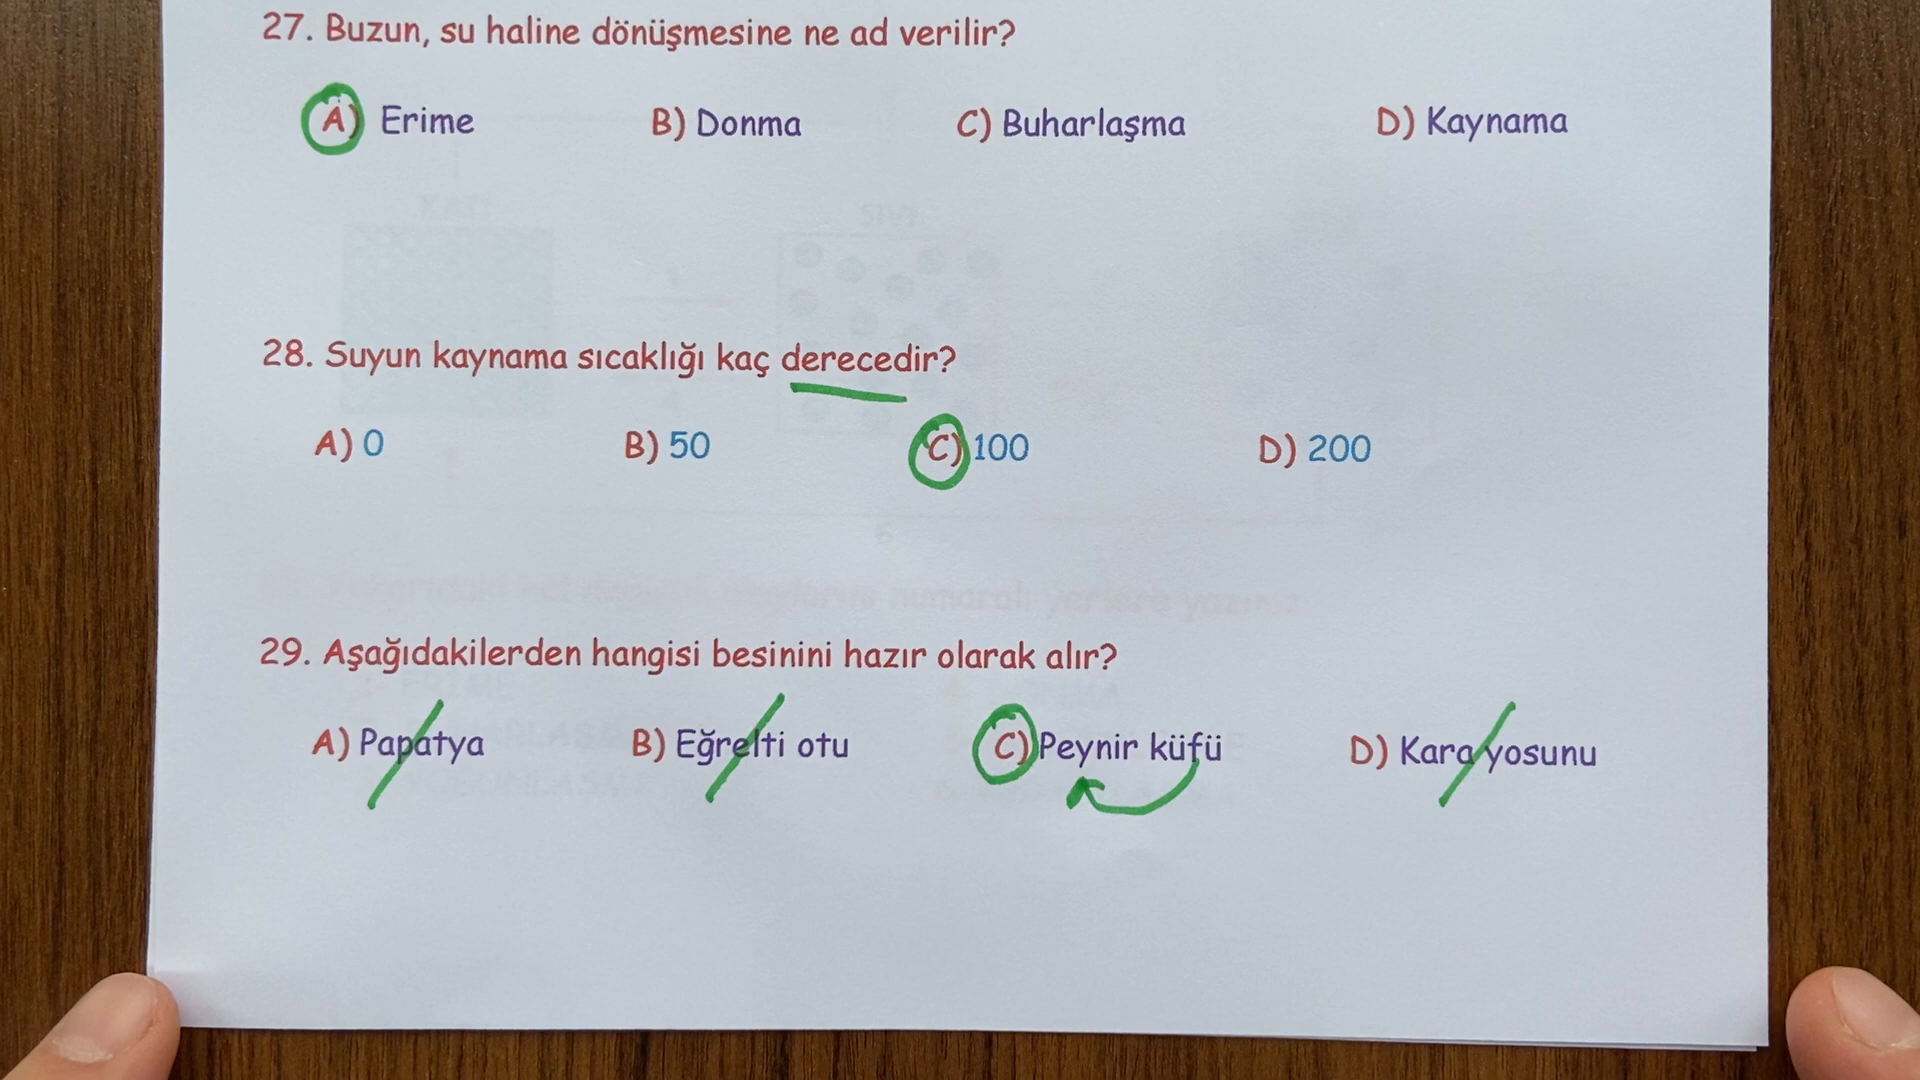 27. Buzun, su haline dönüşmesine ne ad verilir?
A) Erime B) Donma C) Buharlaşma D) Kaynama
28. Suyun kaynama sıcaklığı kaç derecedir?
A) 0 B) 50 C) 100 D) 200
29. Aşağıdakilerden hangisi besinini hazır olarak alır?
A) Papatya B) Eğrelti otu C) Peynir küfü D) Kara yosunu